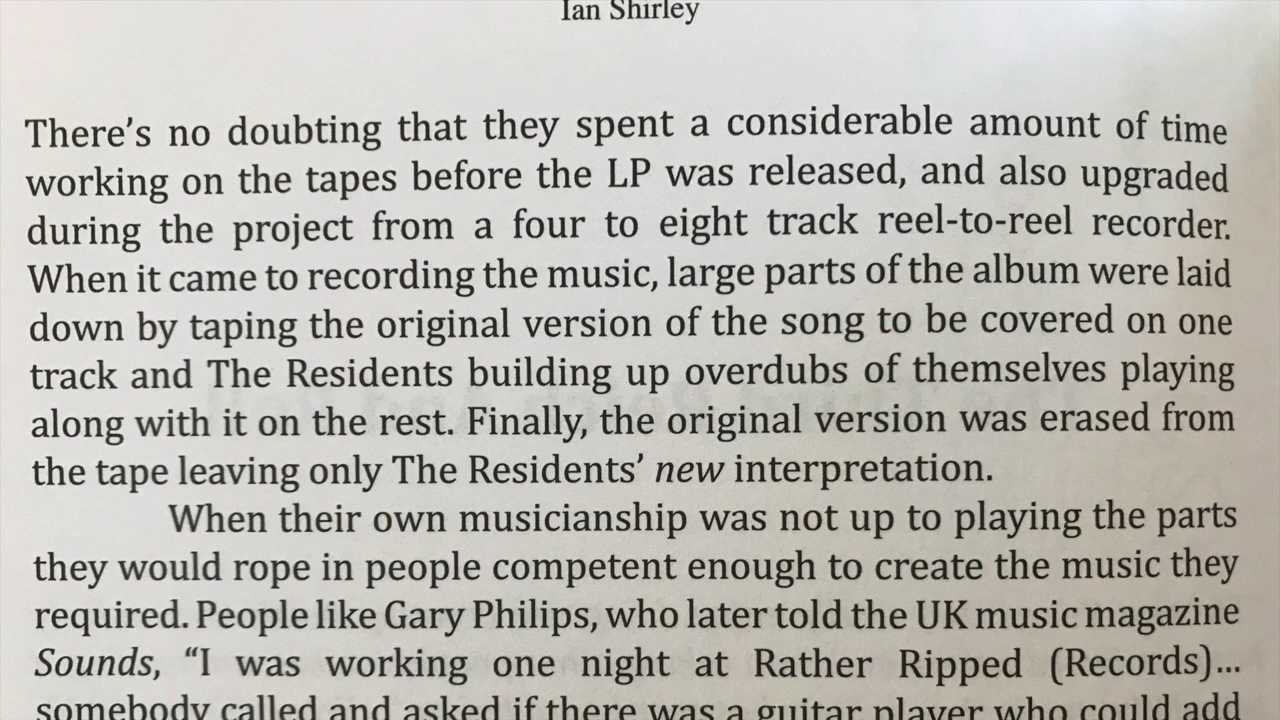 Ian Shirley
There's no doubting that they spent a considerable amount of time
working on the tapes before the LP was released, and also upgraded
during the project from a four to eight track reel-to-reel recorder.
When it came to recording the music, large parts of the album were laid
down by taping the original version of the song to be covered on one
track and The Residents building up overdubs of themselves playing
along with it on the rest. Finally, the original version was erased from
the tape leaving only The Residents' new interpretation.
When their own musicianship was not up to playing the parts
they would rope in people competent enough to create the music they
required. People like Gary Philips, who later told the UK music magazine
Sounds, “I was working one night at Rather Ripped (Records)...
somebody called and asked if there was a guitar player who could add